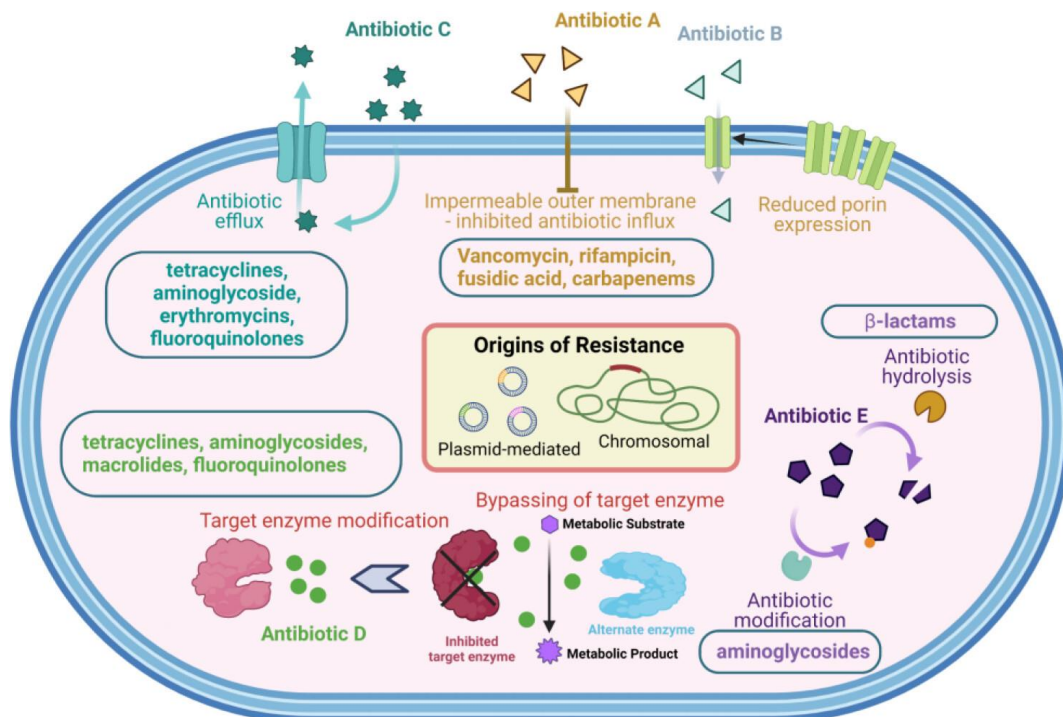 Antibiotic C
Antibiotic A
Antibiotic B
Antibiotic
efflux
Impermeable outer membrane
- inhibited antibiotic influx
Reduced porin
expression
tetracyclines,
aminoglycoside,
erythromycins,
fluoroquinolones
Vancomycin, rifampicin,
fusidic acid, carbapenems
β-lactams
Antibiotic
hydrolysis
Origins of Resistance
Plasmid-mediated
Chromosomal
Antibiotic E
tetracyclines, aminoglycosides,
macrolides, fluoroquinolones
Target enzyme modification
Bypassing of target enzyme
Metabolic Substrate
Antibiotic D
Inhibited
target enzyme
Alternate enzyme
Metabolic Product
Antibiotic
modification
aminoglycosides